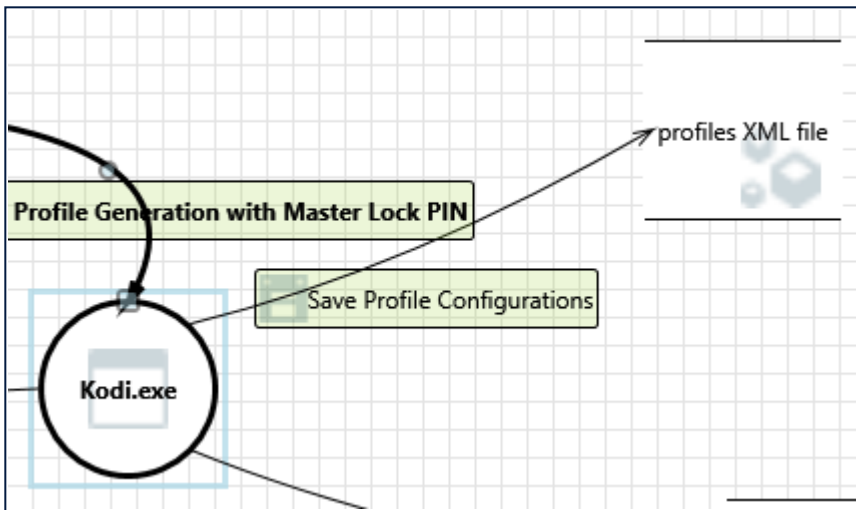 profiles XML file
Profile Generation with Master Lock PIN
Save Profile Configurations
Kodi.exe